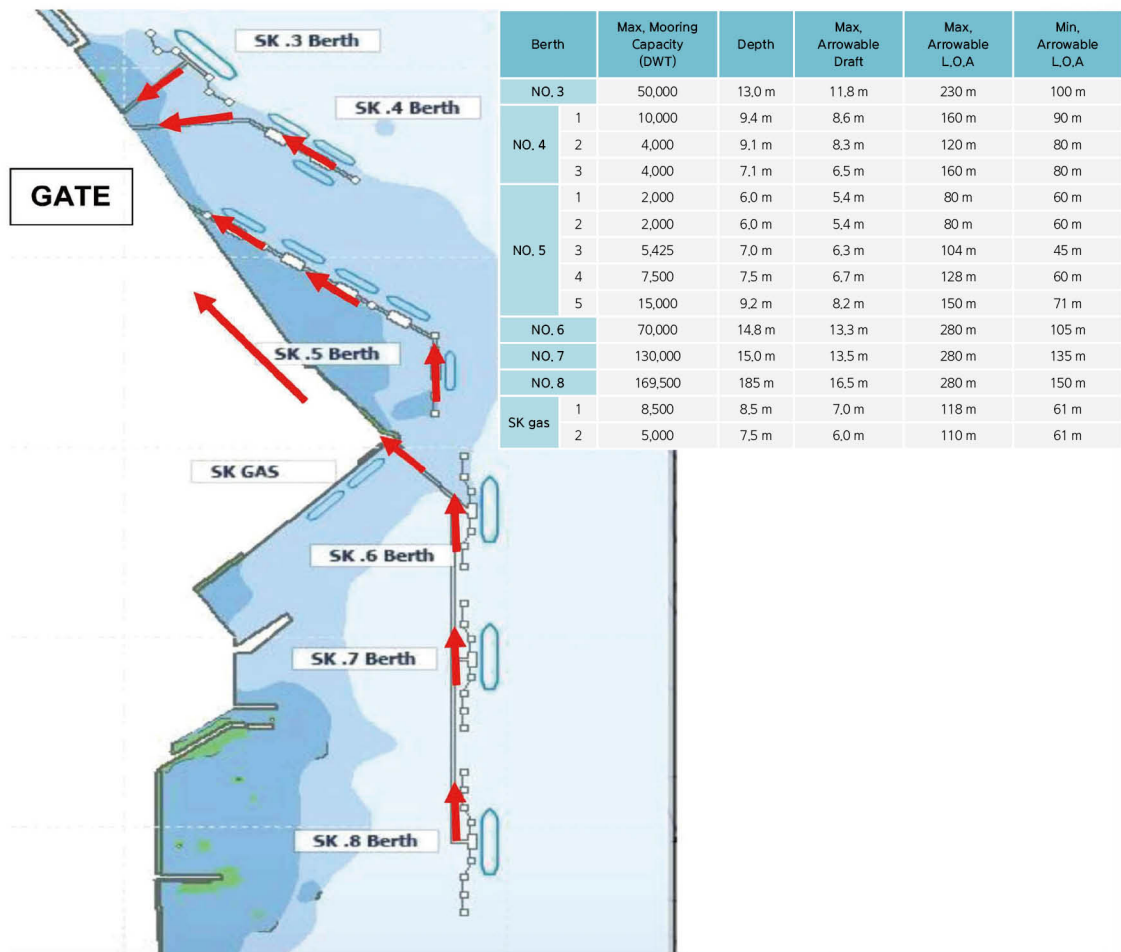 SK .3 Berth
SK .4 Berth
GATE
SK .5 Berth
SK GAS
SK .6 Berth
SK .7 Berth
SK .8 Berth
Berth
Max, Mooring
Capacity
(DWT)
Depth
Max,
Arrowable
Draft
Max,
Arrowable
L,O,A
Min,
Arrowable
L,O,A
NO, 3 50,000 13,0 m 11,8 m 230 m 100 m
NO, 4
1 10,000 9,4 m 8,6 m 160 m 90 m
2 4,000 9,1 m 8,3 m 120 m 80 m
3 4,000 7,1 m 6,5 m 160 m 80 m
NO, 5
1 2,000 6,0 m 5,4 m 80 m 60 m
2 2,000 6,0 m 5,4 m 80 m 60 m
3 5,425 7,0 m 6,3 m 104 m 45 m
4 7,500 7,5 m 6,7 m 128 m 60 m
5 15,000 9,2 m 8,2 m 150 m 71 m
NO, 6 70,000 14,8 m 13,3 m 280 m 105 m
NO, 7 130,000 15,0 m 13,5 m 280 m 135 m
NO, 8 169,500 185 m 16,5 m 280 m 150 m
SK gas
1 8,500 8,5 m 7,0 m 118 m 61 m
2 5,000 7,5 m 6,0 m 110 m 61 m